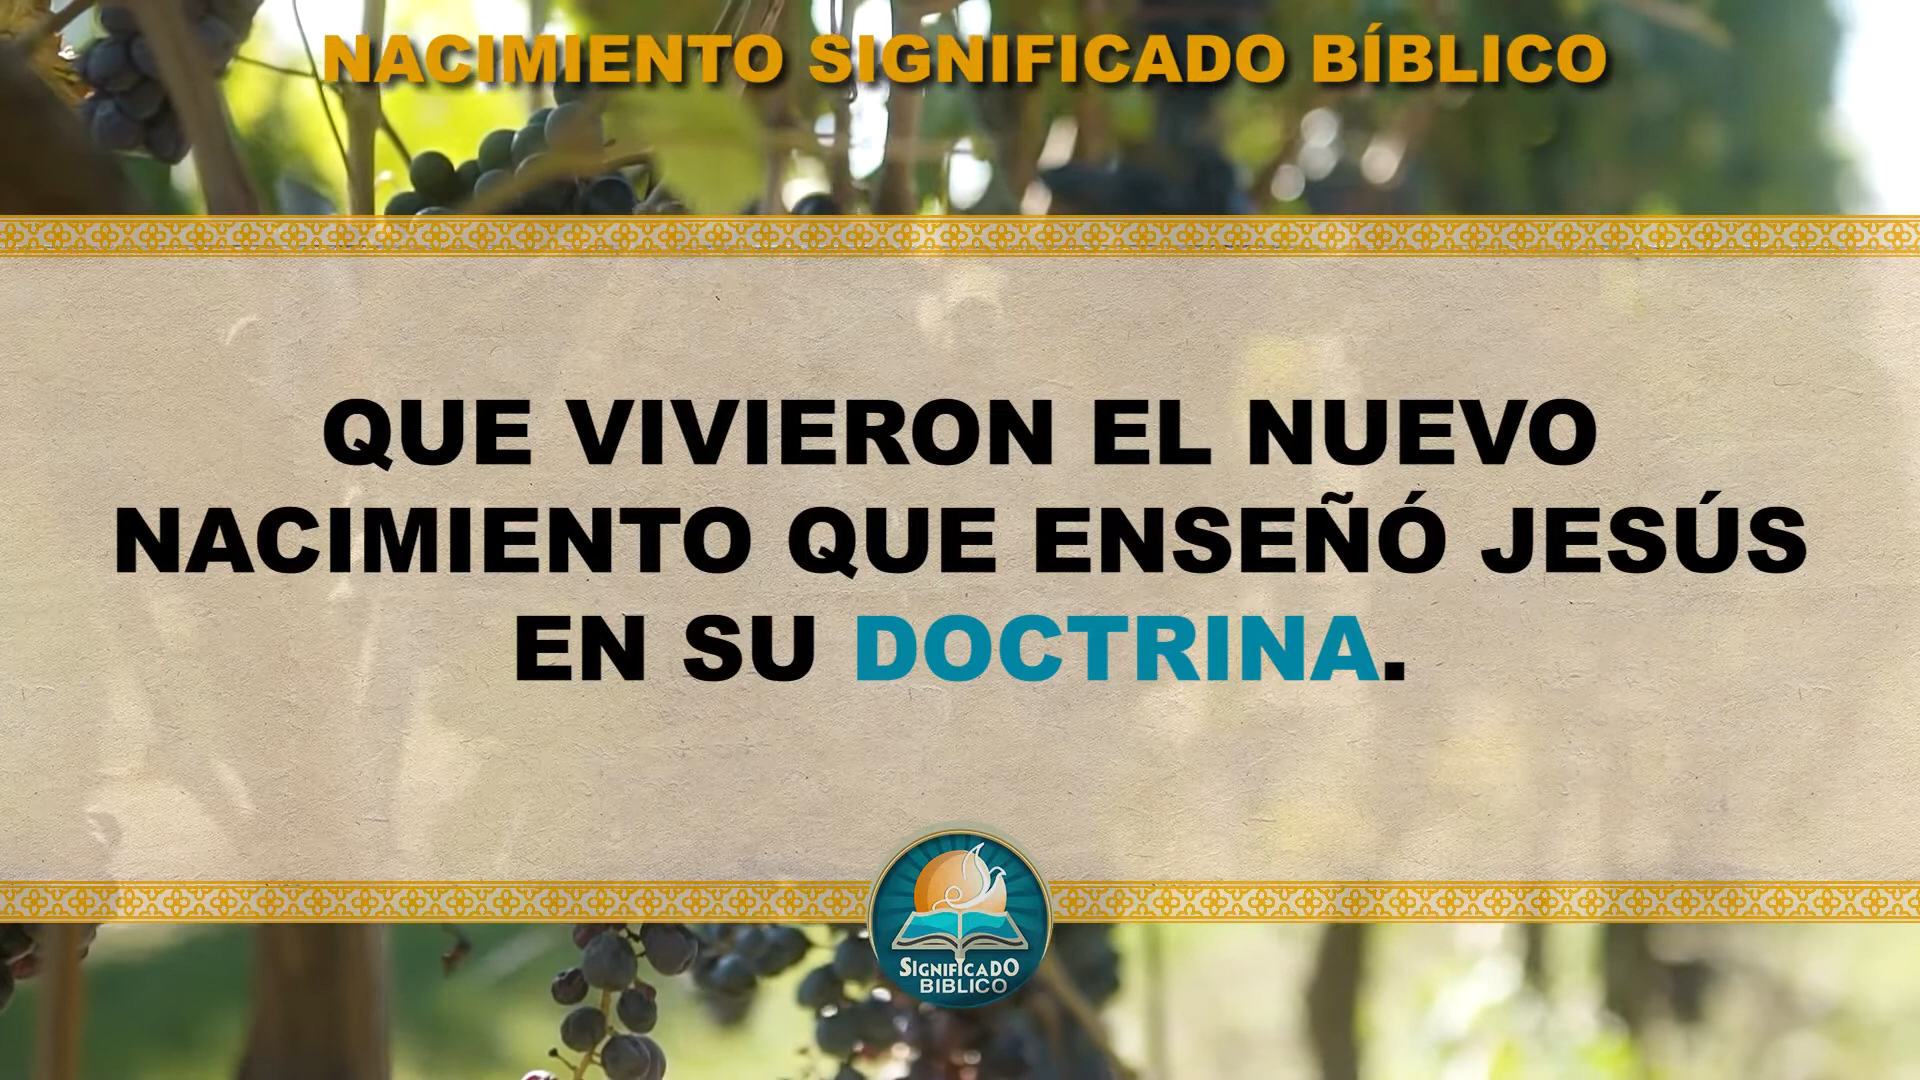 NACIMIENTO SIGNIFICADO BÍBLICO
QUE VIVIERON EL NUEVO
NACIMIENTO QUE ENSEÑÓ JESÚS
EN SU DOCTRINA.
SIGNIFICADO
BIBLICO